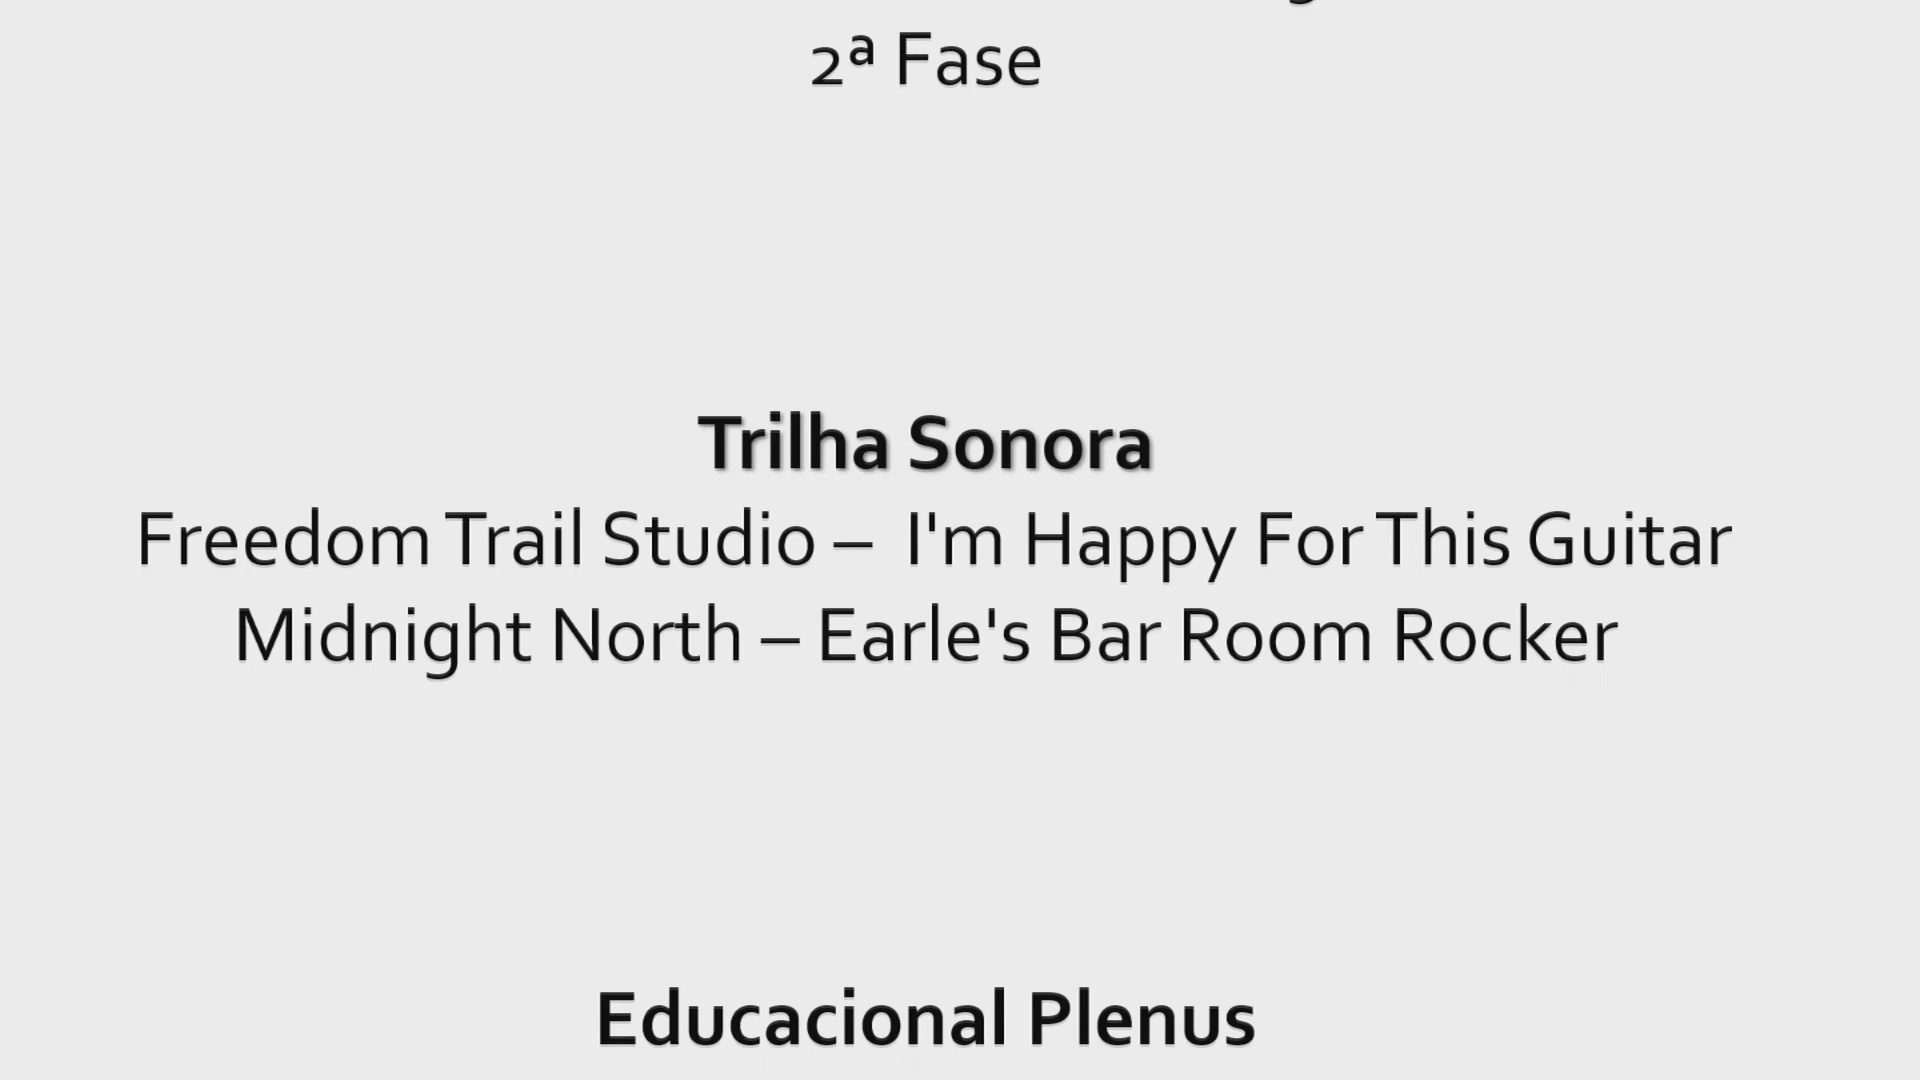 2ª Fase
Trilha Sonora
Freedom Trail Studio – I'm Happy For This Guitar
Midnight North – Earle's Bar Room Rocker
Educacional Plenus